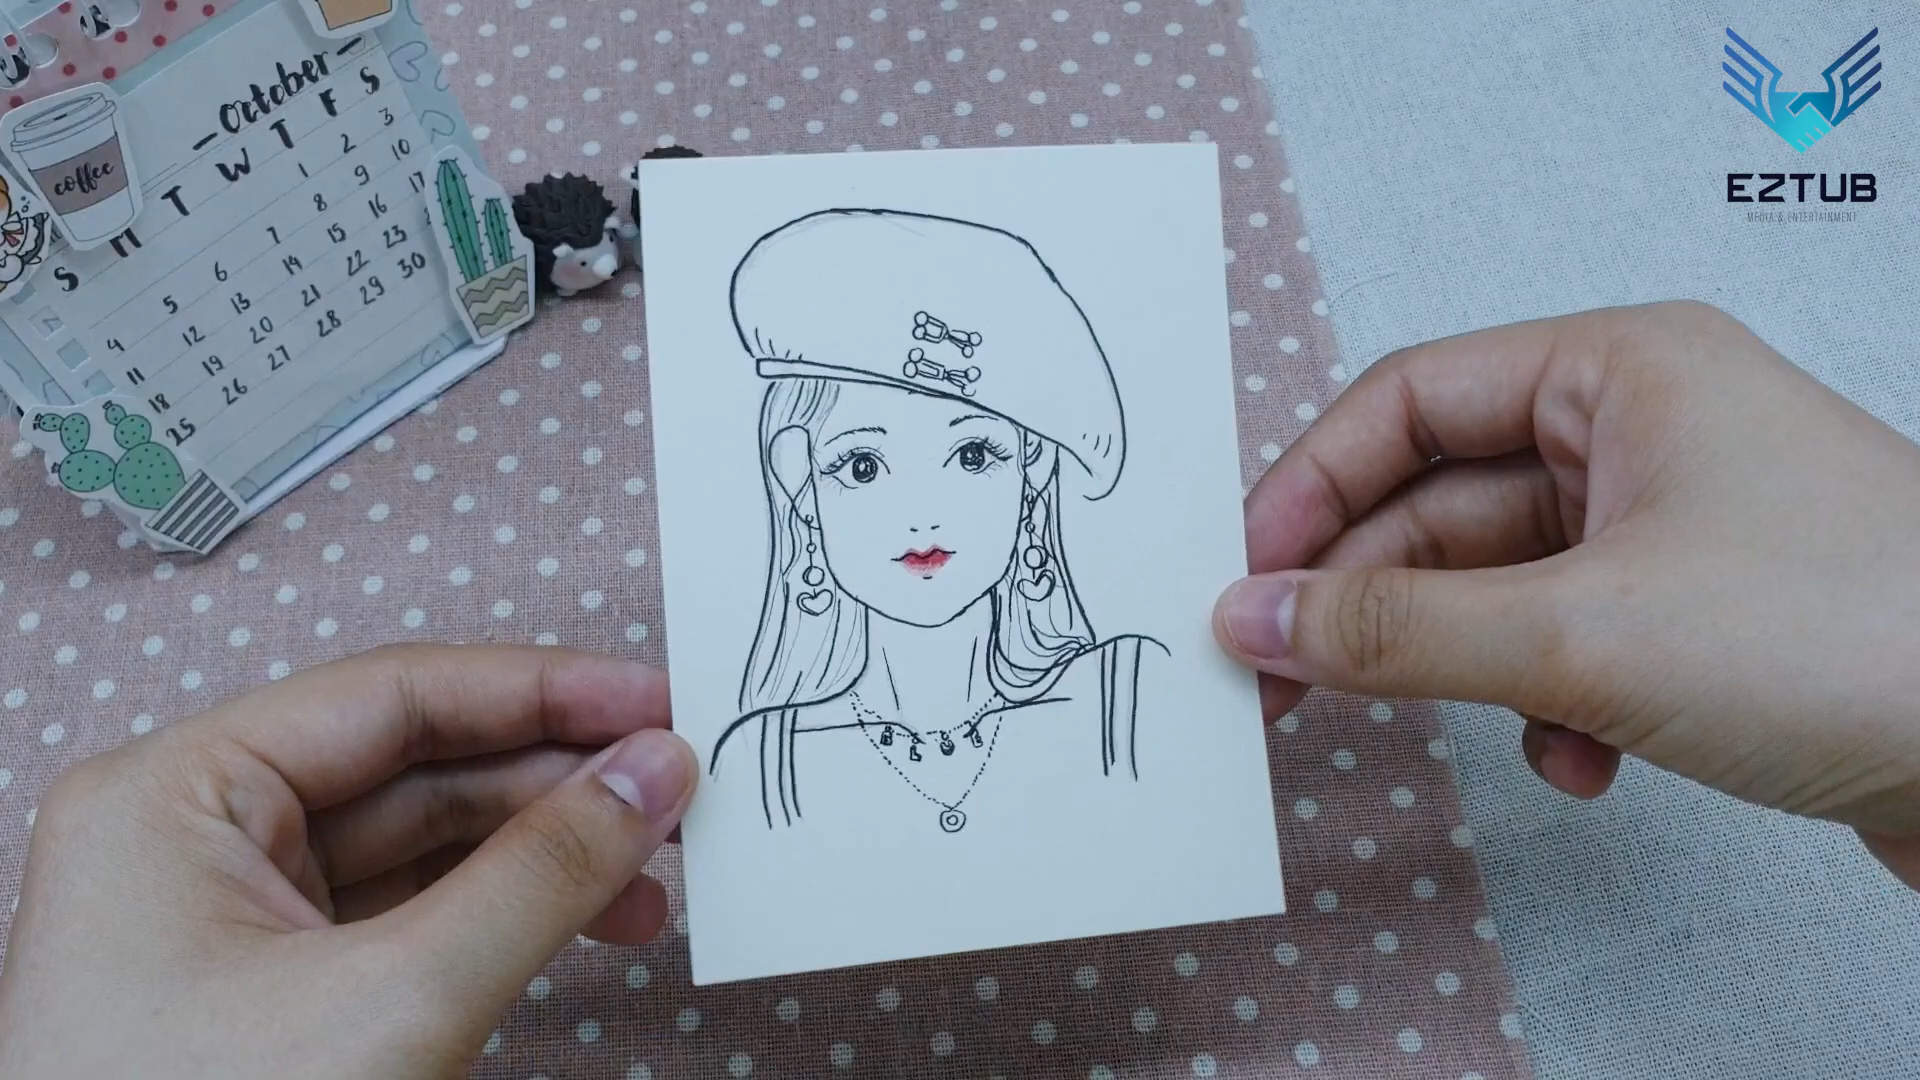 October
S M T W T F S
1 2 3
4 5 6 7 8 9 10
11 12 13 14 15 16 17
18 19 20 21 22 23
25 26 27 28 29 30
coffee
EZTUB
MEDIA & ENTERTAINMENT